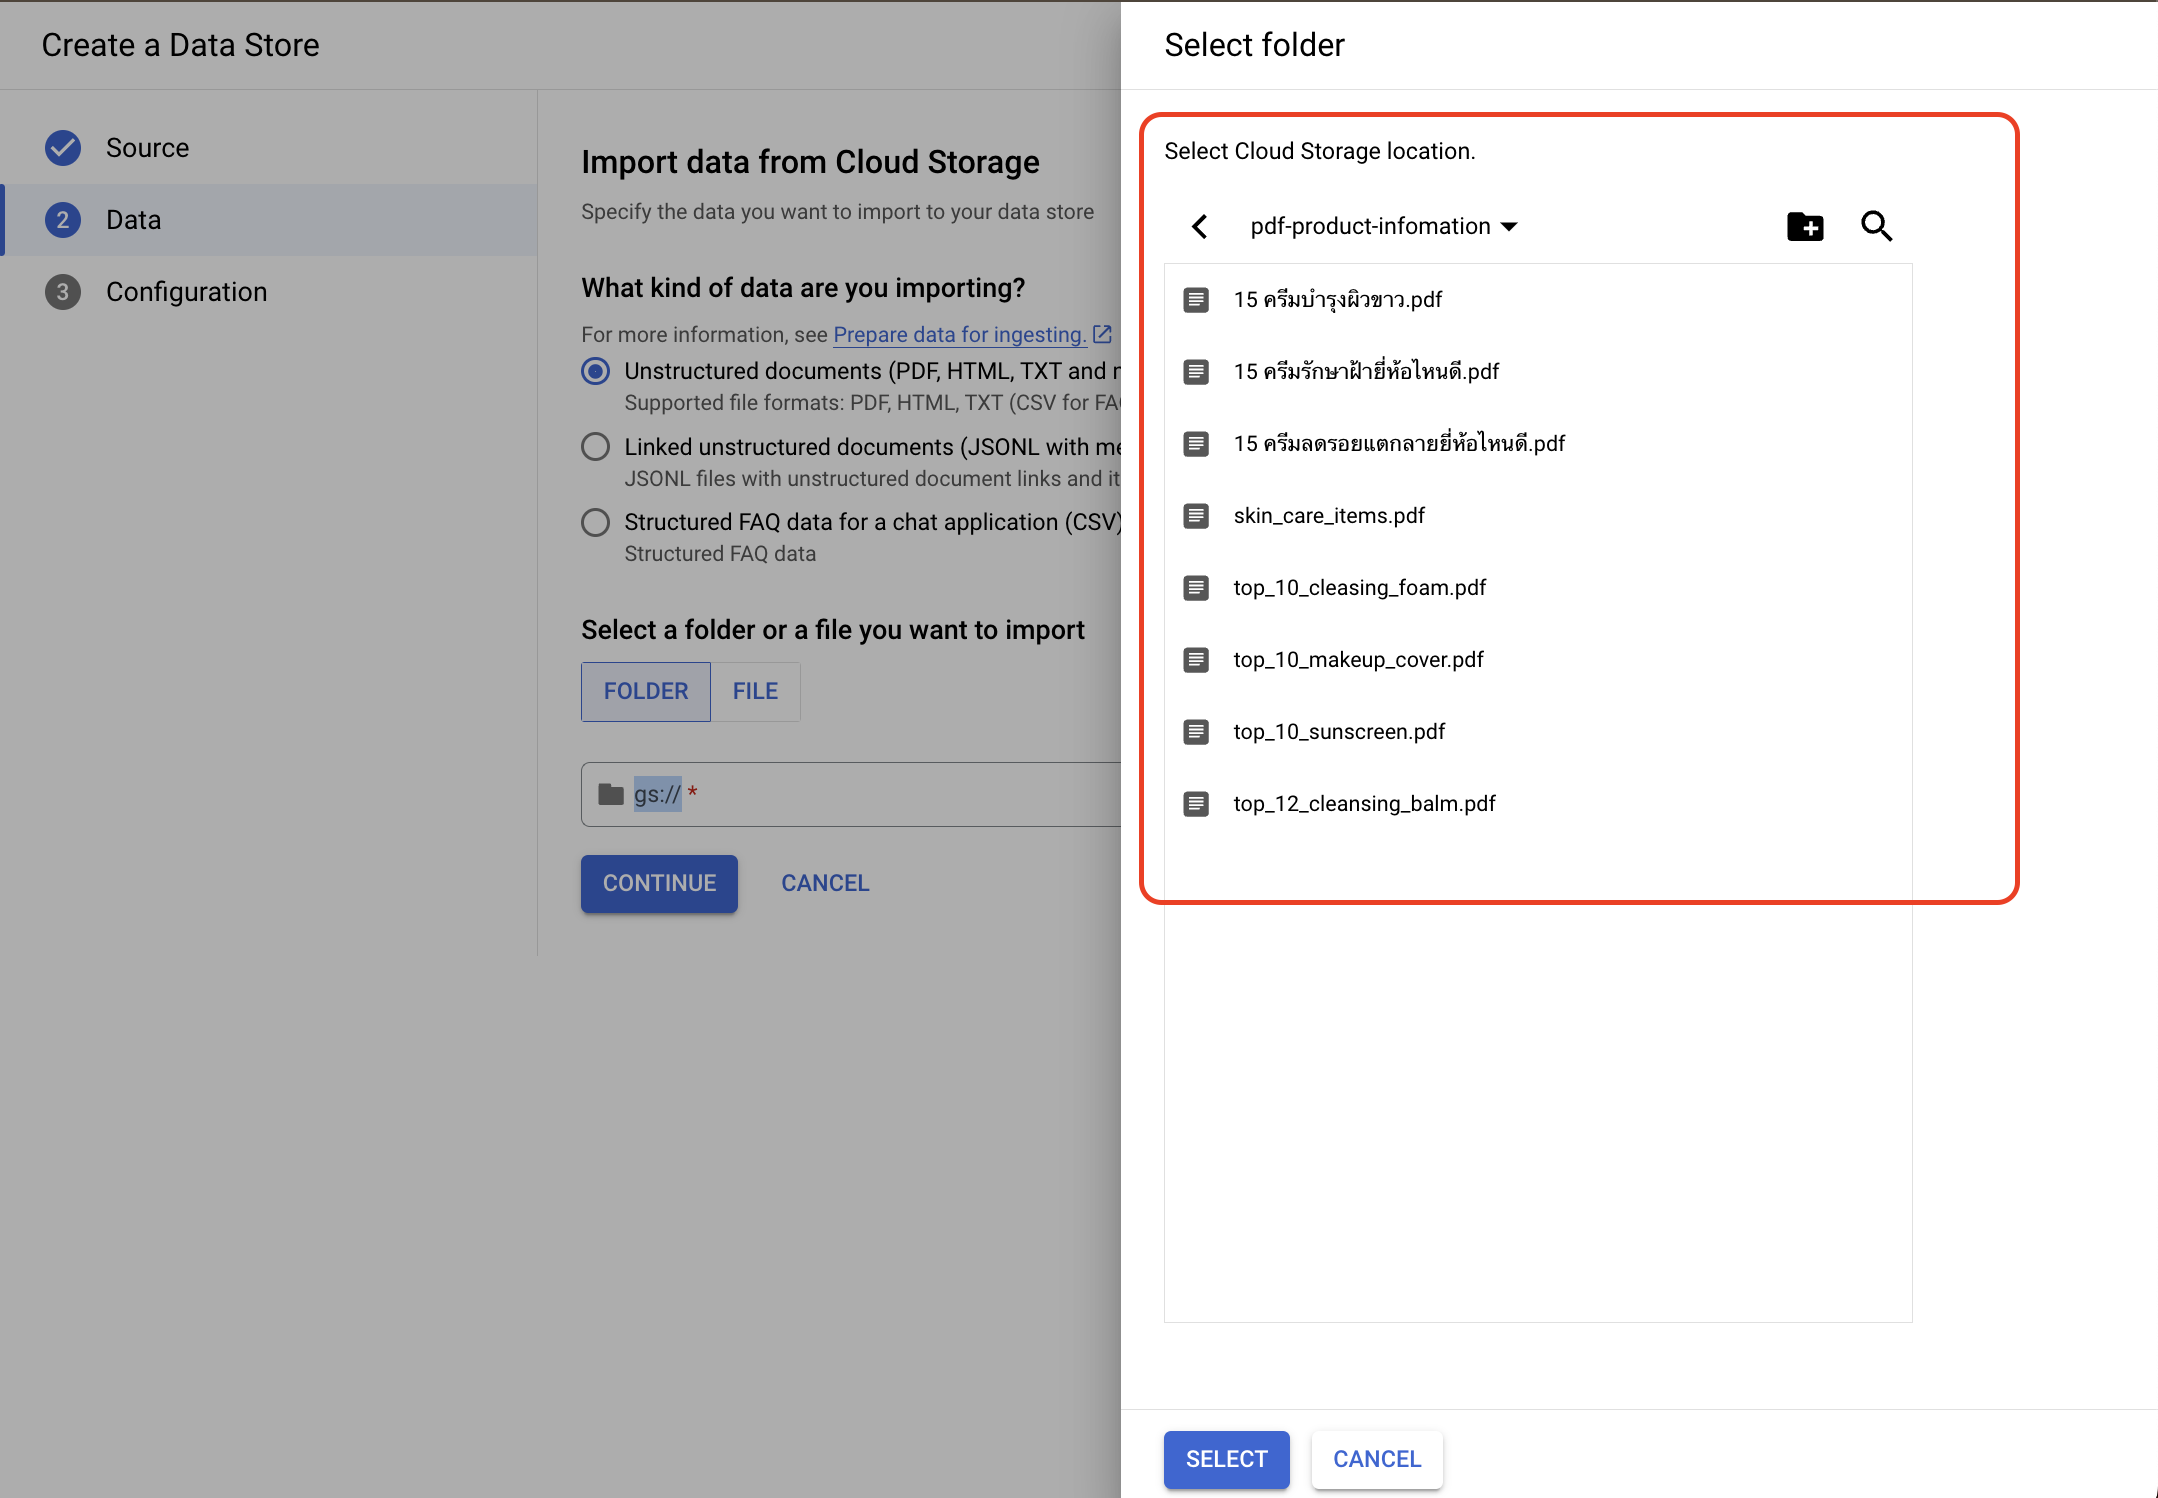 Create a Data Store
Source
2 Data
3 Configuration
Import data from Cloud Storage
Specify the data you want to import to your data store
What kind of data are you importing?
For more information, see Prepare data for ingesting.
Unstructured documents (PDF, HTML, TXT and
Supported file formats: PDF, HTML, TXT (CSV for
Linked unstructured documents (JSONL with
JSONL files with unstructured document links and
Structured FAQ data for a chat application (CSV)
Structured FAQ data
Select a folder or a file you want to import
FOLDER FILE
gs:// *
CONTINUE CANCEL
Select folder
Select Cloud Storage location.
pdf-product-infomation
15 ครีมบำรุงผิวขาว.pdf
15 ครีมรักษาฝ้ายี่ห้อไหนดี.pdf
15 ครีมลดรอยแตกลายยี่ห้อไหนดี.pdf
skin_care_items.pdf
top_10_cleasing_foam.pdf
top_10_makeup_cover.pdf
top_10_sunscreen.pdf
top_12_cleansing_balm.pdf
SELECT CANCEL